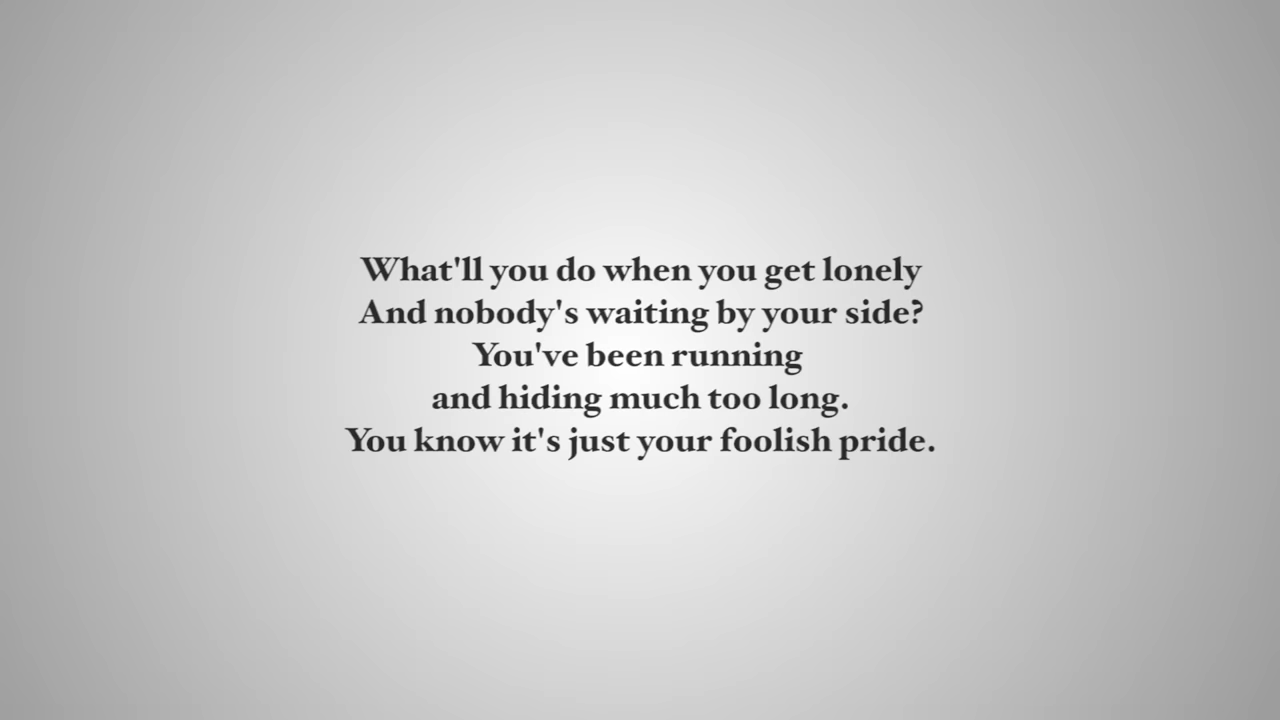 What'll you do when you get lonely
And nobody's waiting by your side?
You've been running
and hiding much too long.
You know it's just your foolish pride.